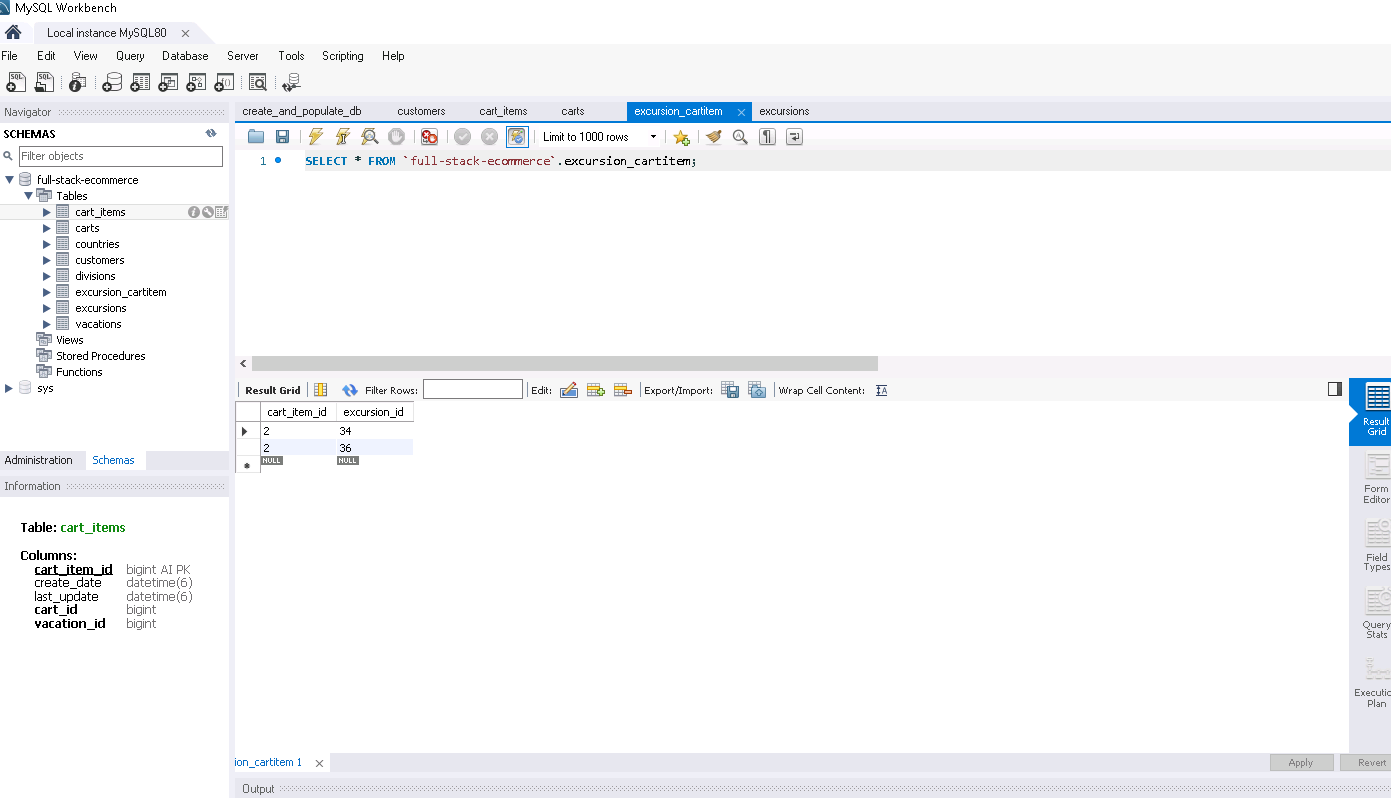 MySQL Workbench
Local instance MySQL80
File Edit View Query Database Server Tools Scripting Help
Navigator
SCHEMAS
Filter objects
full-stack-ecommerce
Tables
cart_items
carts
countries
customers
divisions
excursion_cartitem
excursions
vacations
Views
Stored Procedures
Functions
sys
Administration Schemas
Information
Table: cart_items
Columns:
cart_item_id bigint AI PK
create_date datetime(6)
last_update datetime(6)
cart_id bigint
vacation_id bigint
create_and_populate_db customers cart_items carts excursion_cartitem excursions
Limit to 1000 rows
1 SELECT * FROM `full-stack-ecommerce`.excursion_cartitem;
Result Grid Filter Rows: Edit: Export/Import: Wrap Cell Content:
cart_item_id excursion_id
2 34
2 36
NULL NULL
Result
Grid
Form
Editor
Field
Types
Query
Stats
Executio
Plan
ion_cartitem 1
Apply Revert
Output